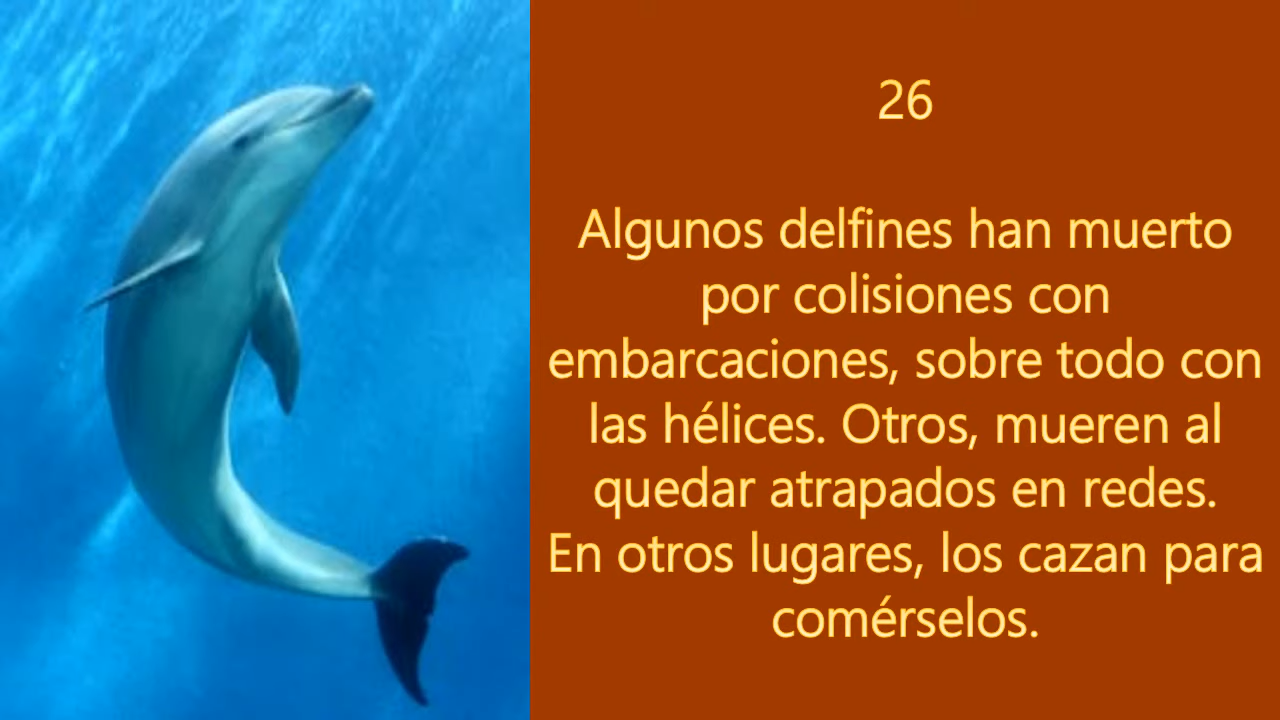 26
Algunos delfines han muerto
por colisiones con
embarcaciones, sobre todo con
las hélices. Otros, mueren al
quedar atrapados en redes.
En otros lugares, los cazan para
comérselos.